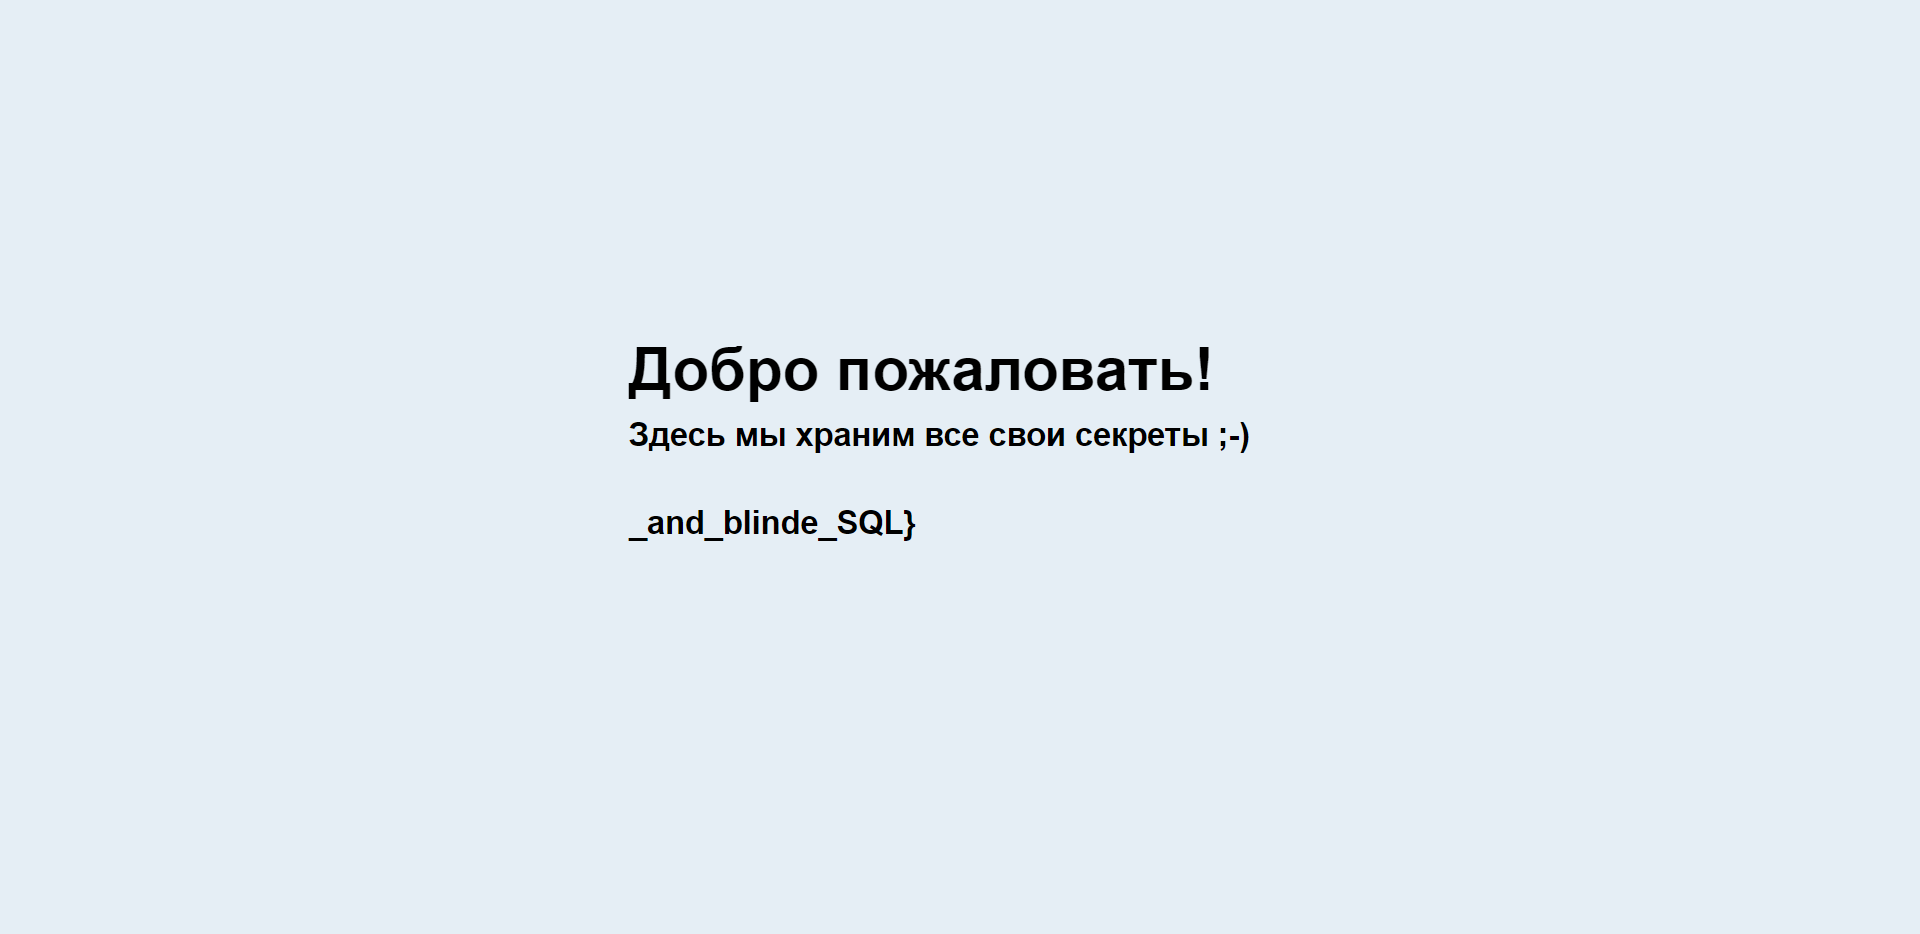 Добро пожаловать!
Здесь мы храним все свои секреты ;-)
_and_blinde_SQL}